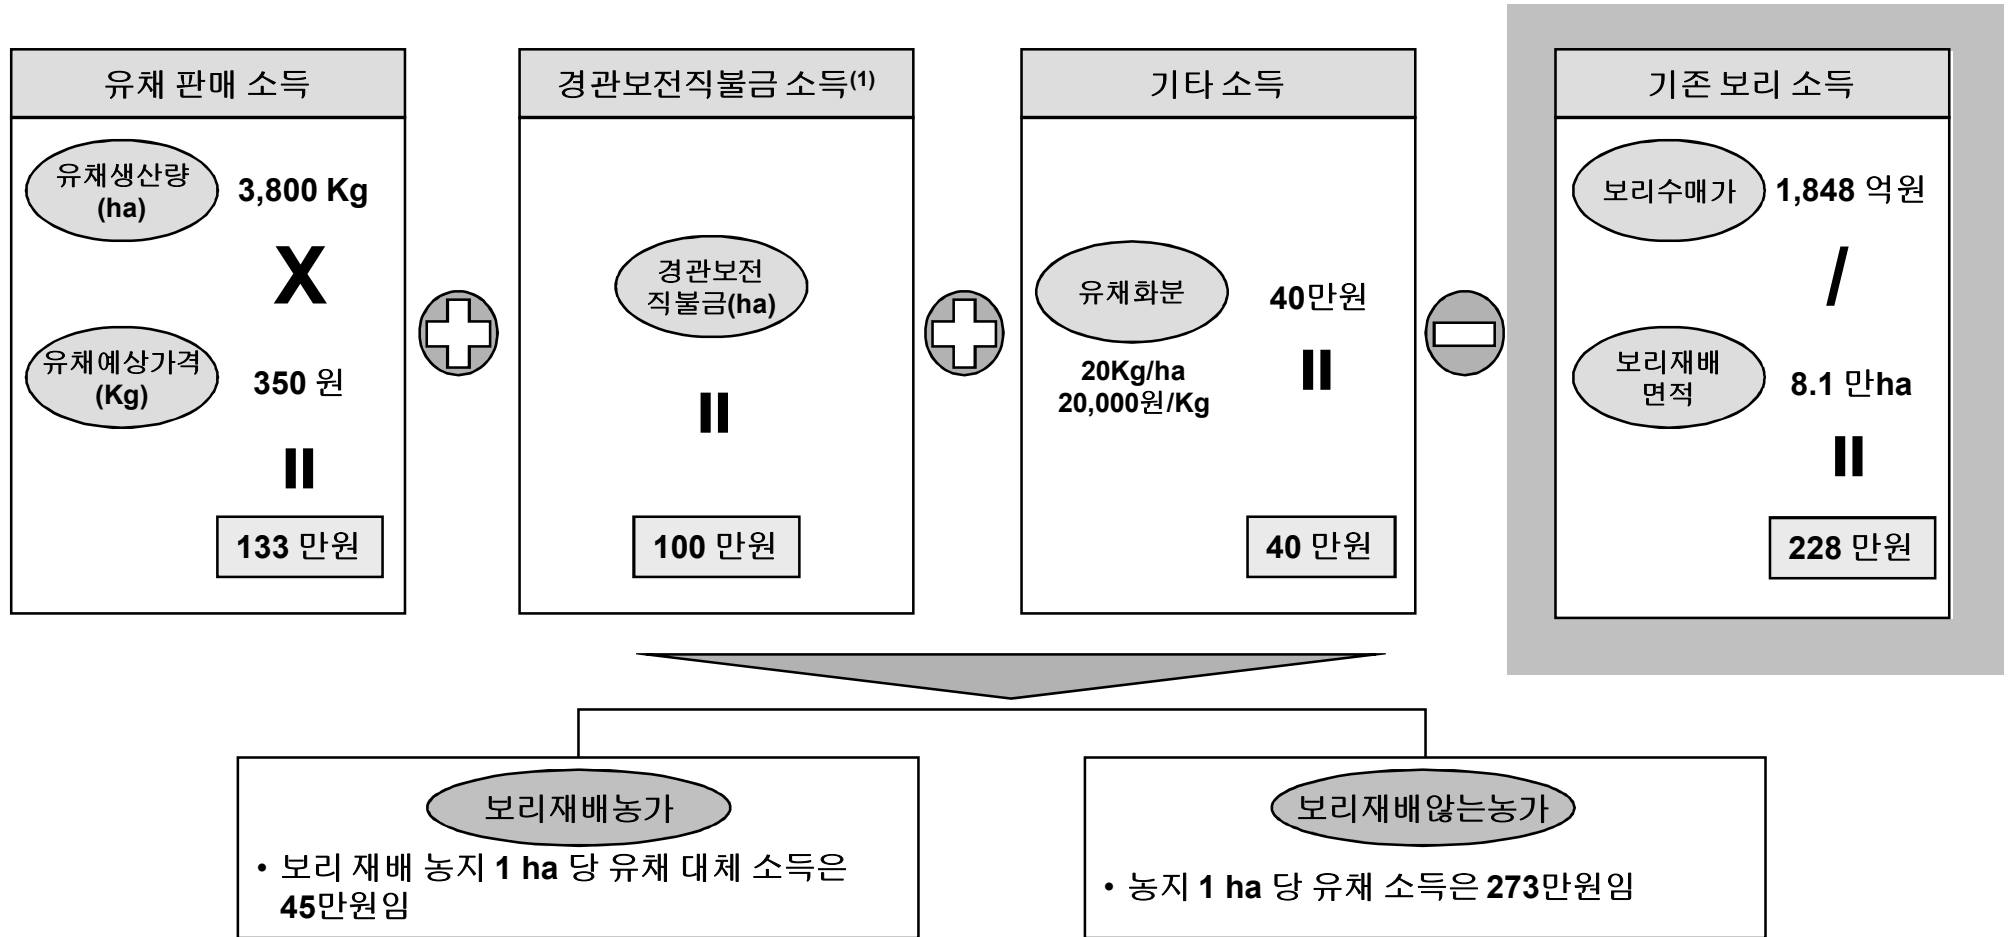 유채 판매 소득
유채생산량
(ha)
3,800 Kg
X
유채예상가격
(Kg)
350 원
=
133 만원
+
경관보전직불금 소득(1)
경관보전
직불금(ha)
=
100 만원
+
기타 소득
유채화분
40만원
20Kg/ha
20,000원/Kg
=
40 만원
-
기존 보리 소득
보리수매가
1,848 억원
/
보리재배
면적
8.1 만ha
=
228 만원
보리재배농가
• 보리 재배 농지 1 ha 당 유채 대체 소득은
45만원임
보리재배않는농가
• 농지 1 ha 당 유채 소득은 273만원임